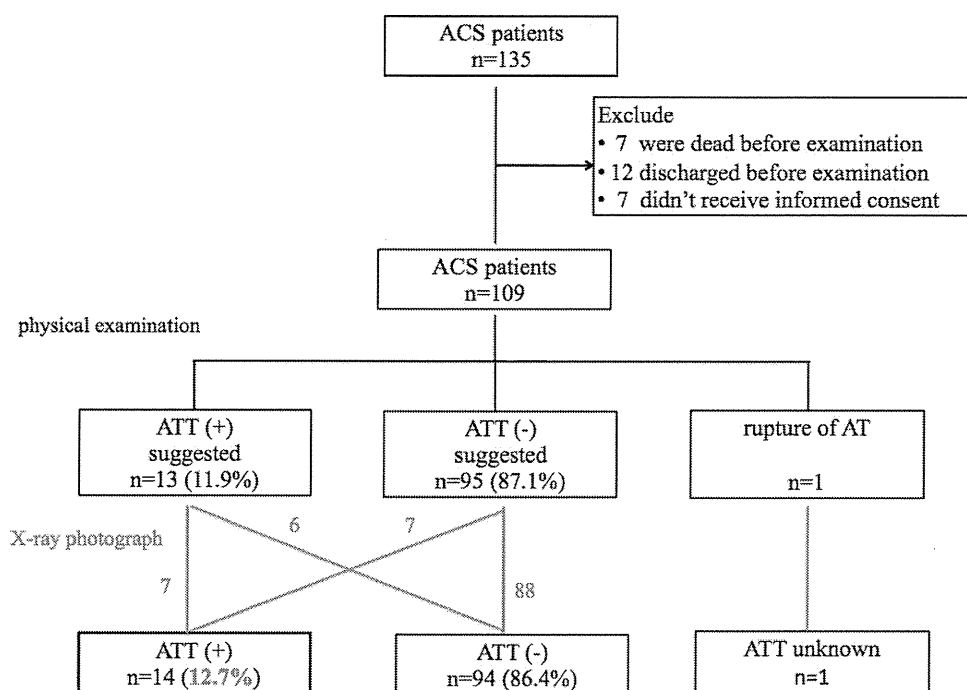 ACS patients
n=135
Exclude
• 7 were dead before examination
• 12 discharged before examination
• 7 didn't receive informed consent
ACS patients
n=109
physical examination
ATT (+)
suggested
n=13 (11.9%)
ATT (-)
suggested
n=95 (87.1%)
rupture of AT
n=1
X-ray photograph
6
7
7
88
ATT (+)
n=14 (12.7%)
ATT (-)
n=94 (86.4%)
ATT unknown
n=1